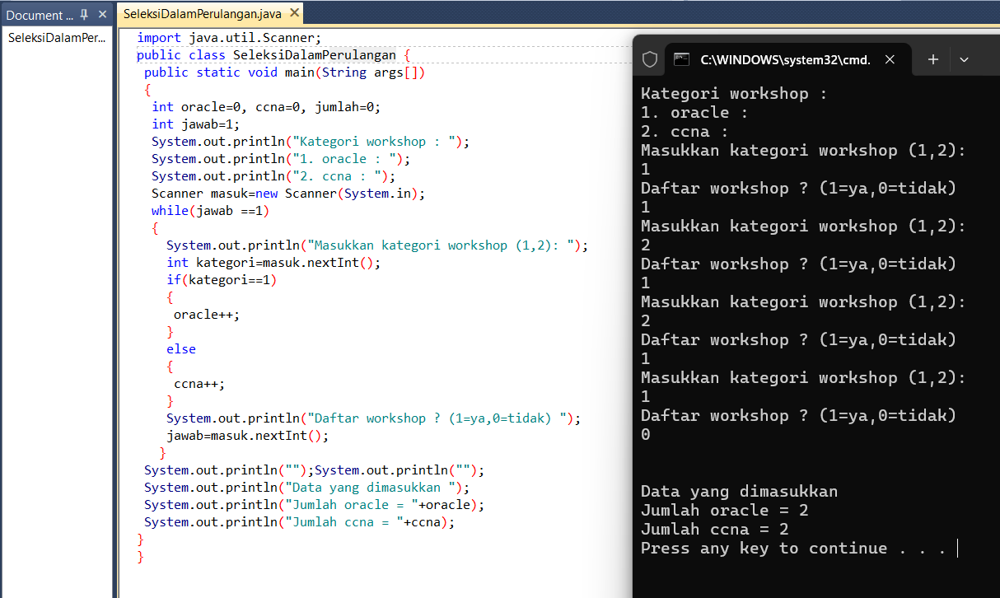 Document ...
SeleksiDalamPer...
SeleksiDalamPerulangan.java
import java.util.Scanner;
public class SeleksiDalamPerulangan {
public static void main(String args[])
{
int oracle=0, ccna=0, jumlah=0;
int jawab=1;
System.out.println("Kategori workshop : ");
System.out.println("1. oracle : ");
System.out.println("2. ccna : ");
Scanner masuk=new Scanner(System.in);
while(jawab ==1)
{
System.out.println("Masukkan kategori workshop (1,2): ");
int kategori=masuk.nextInt();
if(kategori==1)
{
oracle++;
}
else
{
ccna++;
}
System.out.println("Daftar workshop ? (1=ya,0=tidak) ");
jawab=masuk.nextInt();
}
System.out.println("");System.out.println("");
System.out.println("Data yang dimasukkan ");
System.out.println("Jumlah oracle = "+oracle);
System.out.println("Jumlah ccna = "+ccna);
}
}
C:\WINDOWS\system32\cmd.
Kategori workshop :
1. oracle :
2. ccna :
Masukkan kategori workshop (1,2):
1
Daftar workshop ? (1=ya,0=tidak)
1
Masukkan kategori workshop (1,2):
2
Daftar workshop ? (1=ya,0=tidak)
1
Masukkan kategori workshop (1,2):
2
Daftar workshop ? (1=ya,0=tidak)
1
Masukkan kategori workshop (1,2):
1
Daftar workshop ? (1=ya,0=tidak)
0
Data yang dimasukkan
Jumlah oracle = 2
Jumlah ccna = 2
Press any key to continue . . .